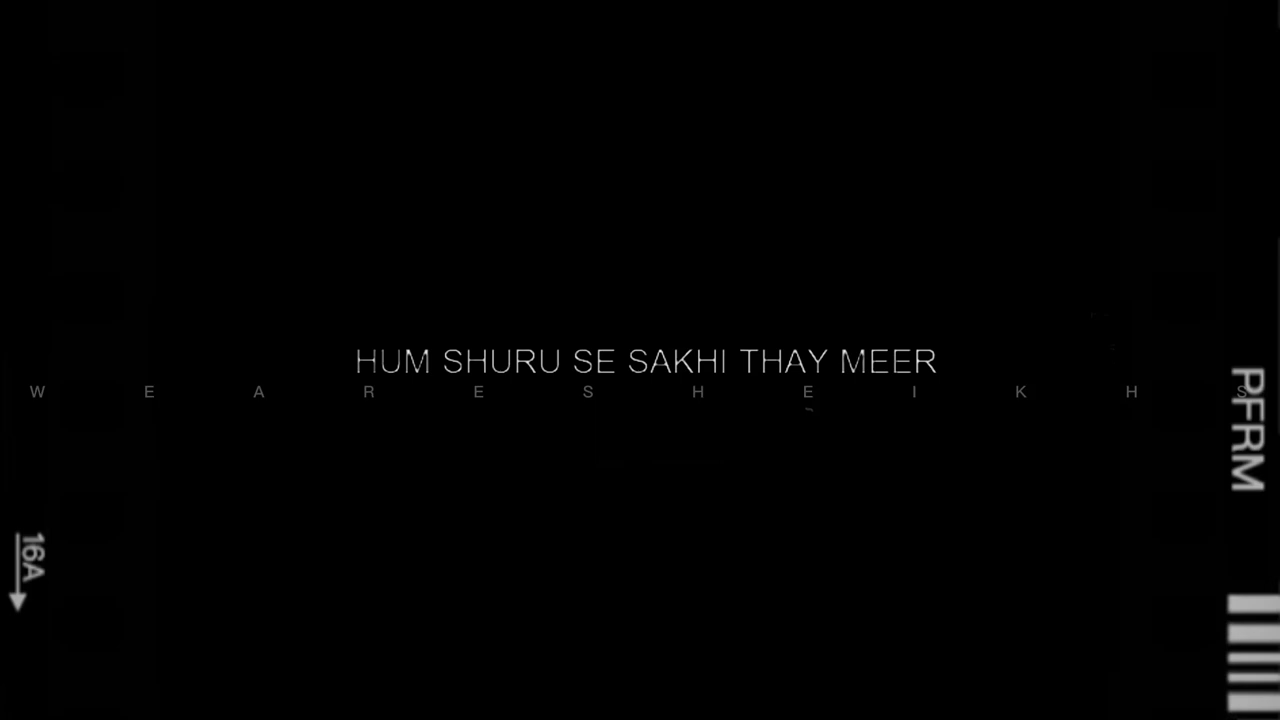 HUM SHURU SE SAKHI THAY MEER
W E A R E S H E I K H S
PFRM
16A